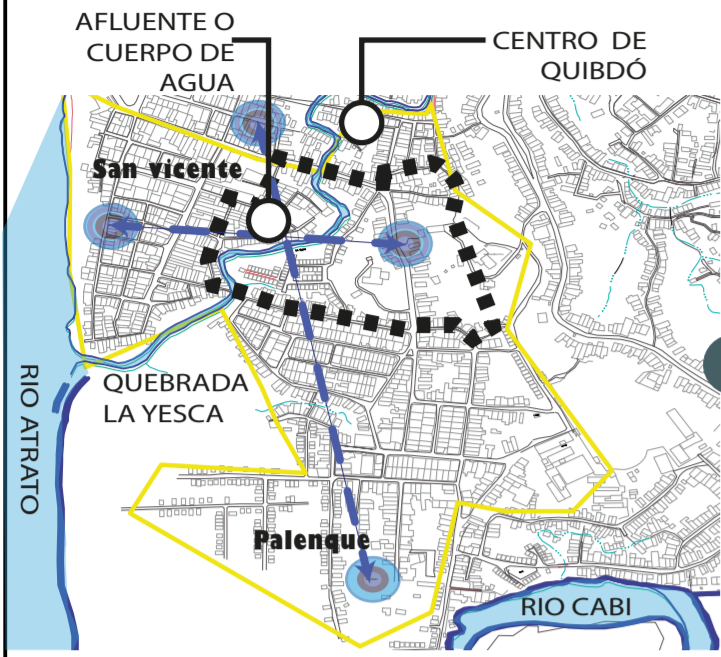 AFLUENTE O
CUERPO DE
AGUA
CENTRO DE
QUIBDÓ
San vicente
QUEBRADA
LA YESCA
RIO ATRATO
Palenque
RIO CABI